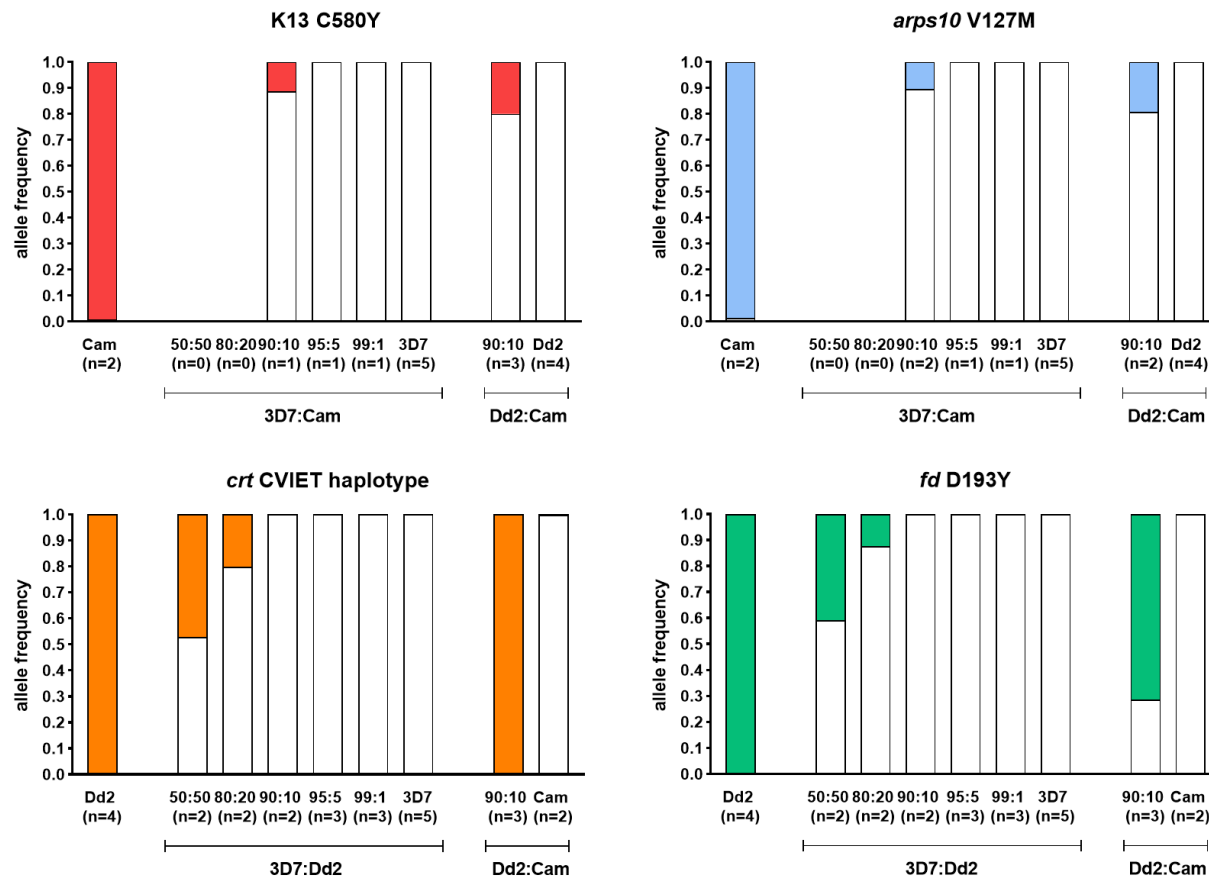 K13 C580Y
allele frequency
1.0
0.9
0.8
0.7
0.6
0.5
0.4
0.3
0.2
0.1
0.0
Cam 50:50 80:20 90:10 95:5 99:1 3D7 90:10 Dd2
(n=2) (n=0) (n=0) (n=1) (n=1) (n=1) (n=5) (n=3) (n=4)
3D7:Cam Dd2:Cam
arps10 V127M
allele frequency
1.0
0.9
0.8
0.7
0.6
0.5
0.4
0.3
0.2
0.1
0.0
Cam 50:50 80:20 90:10 95:5 99:1 3D7 90:10 Dd2
(n=2) (n=0) (n=0) (n=2) (n=1) (n=1) (n=5) (n=2) (n=4)
3D7:Cam Dd2:Cam
crt CVIET haplotype
allele frequency
1.0
0.9
0.8
0.7
0.6
0.5
0.4
0.3
0.2
0.1
0.0
Dd2 50:50 80:20 90:10 95:5 99:1 3D7 90:10 Cam
(n=4) (n=2) (n=2) (n=2) (n=3) (n=3) (n=5) (n=3) (n=2)
3D7:Dd2 Dd2:Cam
fd D193Y
allele frequency
1.0
0.9
0.8
0.7
0.6
0.5
0.4
0.3
0.2
0.1
0.0
Dd2 50:50 80:20 90:10 95:5 99:1 3D7 90:10 Cam
(n=4) (n=2) (n=2) (n=2) (n=3) (n=3) (n=5) (n=3) (n=2)
3D7:Dd2 Dd2:Cam